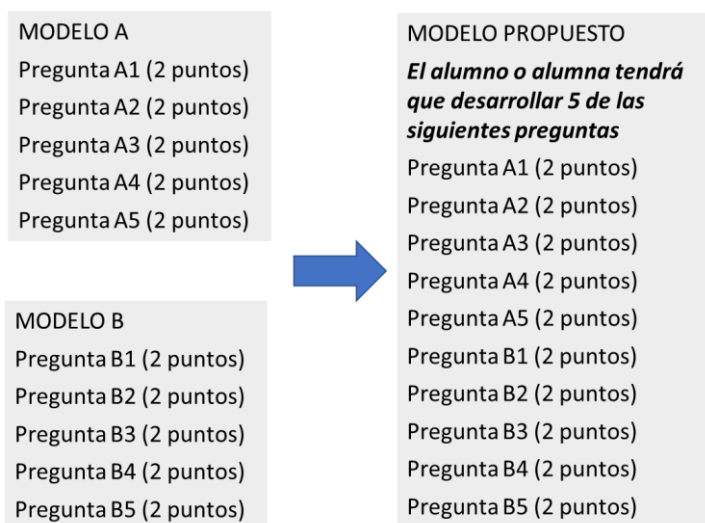 MODELO A
Pregunta A1 (2 puntos)
Pregunta A2 (2 puntos)
Pregunta A3 (2 puntos)
Pregunta A4 (2 puntos)
Pregunta A5 (2 puntos)
MODELO B
Pregunta B1 (2 puntos)
Pregunta B2 (2 puntos)
Pregunta B3 (2 puntos)
Pregunta B4 (2 puntos)
Pregunta B5 (2 puntos)
MODELO PROPUESTO
El alumno o alumna tendrá
que desarrollar 5 de las
siguientes preguntas
Pregunta A1 (2 puntos)
Pregunta A2 (2 puntos)
Pregunta A3 (2 puntos)
Pregunta A4 (2 puntos)
Pregunta A5 (2 puntos)
Pregunta B1 (2 puntos)
Pregunta B2 (2 puntos)
Pregunta B3 (2 puntos)
Pregunta B4 (2 puntos)
Pregunta B5 (2 puntos)